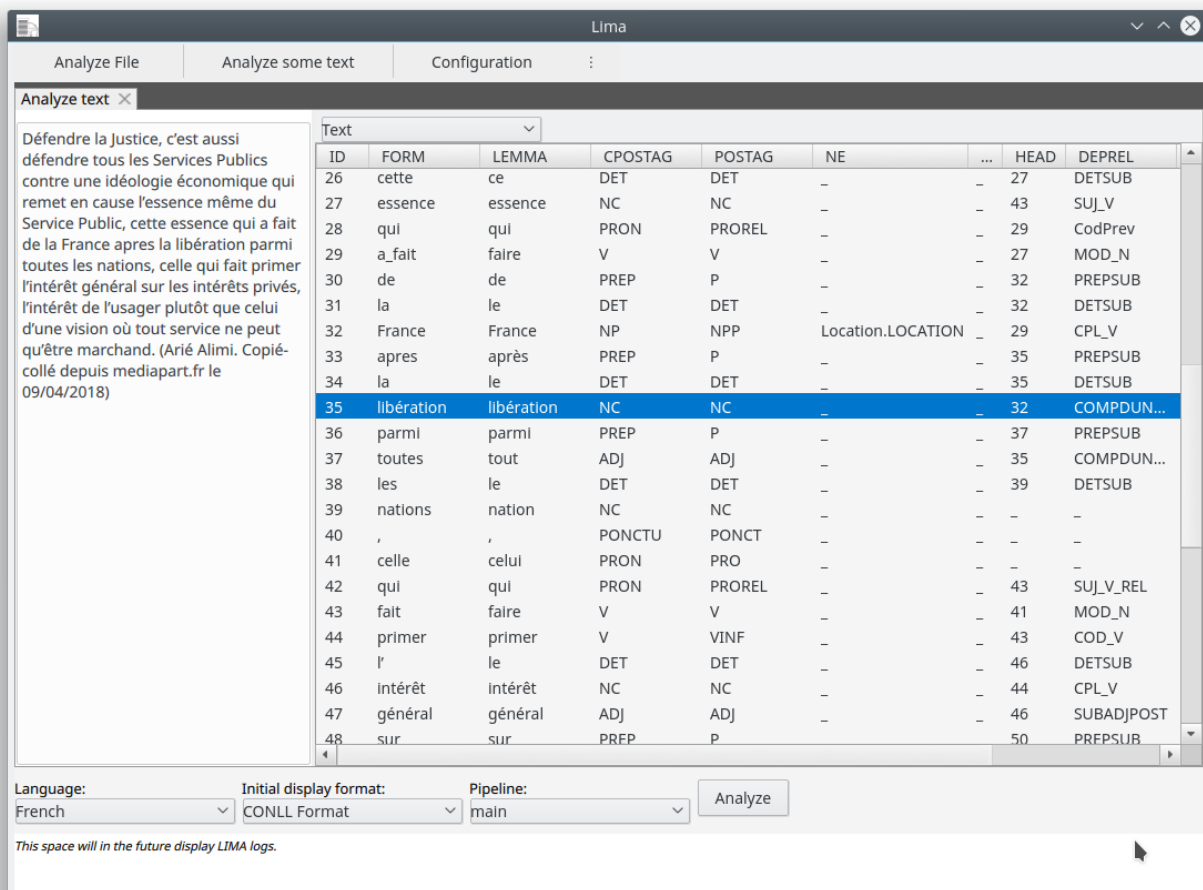 Lima
Analyze File Analyze some text Configuration ⋮
Analyze text
Défendre la Justice, c’est aussi
défendre tous les Services Publics
contre une idéologie économique qui
remet en cause l’essence même du
Service Public, cette essence qui a fait
de la France apres la libération parmi
toutes les nations, celle qui fait primer
l’intérêt général sur les intérêts privés,
l’intérêt de l’usager plutôt que celui
d’une vision où tout service ne peut
qu’être marchand. (Arié Alimi. Copié-
collé depuis mediapart.fr le
09/04/2018)
Text
ID FORM LEMMA CPOSTAG POSTAG NE ... HEAD DEPREL
26 cette ce DET DET _ _ 27 DETSUB
27 essence essence NC NC _ _ 43 SUJ_V
28 qui qui PRON PROREL _ _ 29 CodPrev
29 a_fait faire V V _ _ 27 MOD_N
30 de de PREP P _ _ 32 PREPSUB
31 la le DET DET _ _ 32 DETSUB
32 France France NP NPP Location.LOCATION _ 29 CPL_V
33 apres après PREP P _ _ 35 PREPSUB
34 la le DET DET _ _ 35 DETSUB
35 libération libération NC NC _ _ 32 COMPDUN...
36 parmi parmi PREP P _ _ 37 PREPSUB
37 toutes tout ADJ ADJ _ _ 35 COMPDUN...
38 les le DET DET _ _ 39 DETSUB
39 nations nation NC NC _ _ _ _
40 , , PONCTU PONCT _ _ _ _
41 celle celui PRON PRO _ _ _ _
42 qui qui PRON PROREL _ _ 43 SUJ_V_REL
43 fait faire V V _ _ 41 MOD_N
44 primer primer V VINF _ _ 43 COD_V
45 l’ le DET DET _ _ 46 DETSUB
46 intérêt intérêt NC NC _ _ 44 CPL_V
47 général général ADJ ADJ _ _ 46 SUBADJPOST
48 sur sur PREP P _ _ 50 PREPSUB
Language: Initial display format: Pipeline:
French CONLL Format main Analyze
This space will in the future display LIMA logs.